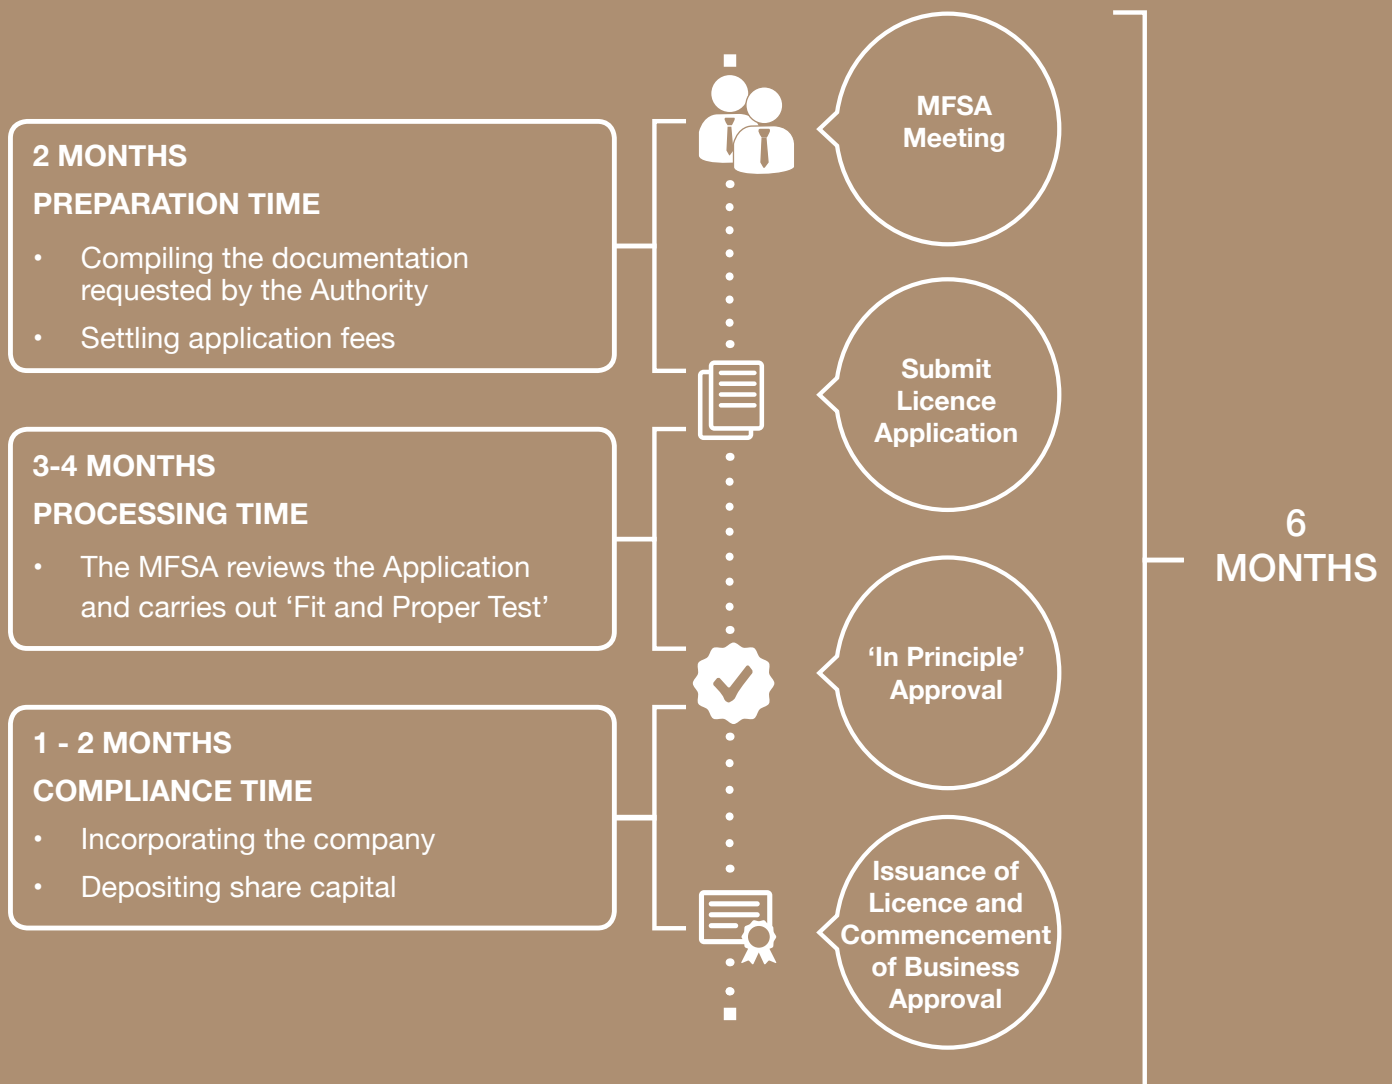 MFSA
Meeting
2 MONTHS
PREPARATION TIME
• Compiling the documentation
requested by the Authority
• Settling application fees
Submit
Licence
Application
3-4 MONTHS
PROCESSING TIME
• The MFSA reviews the Application
and carries out ‘Fit and Proper Test’
6
MONTHS
‘In Principle’
Approval
1 - 2 MONTHS
COMPLIANCE TIME
• Incorporating the company
• Depositing share capital
Issuance of
Licence and
Commencement
of Business
Approval